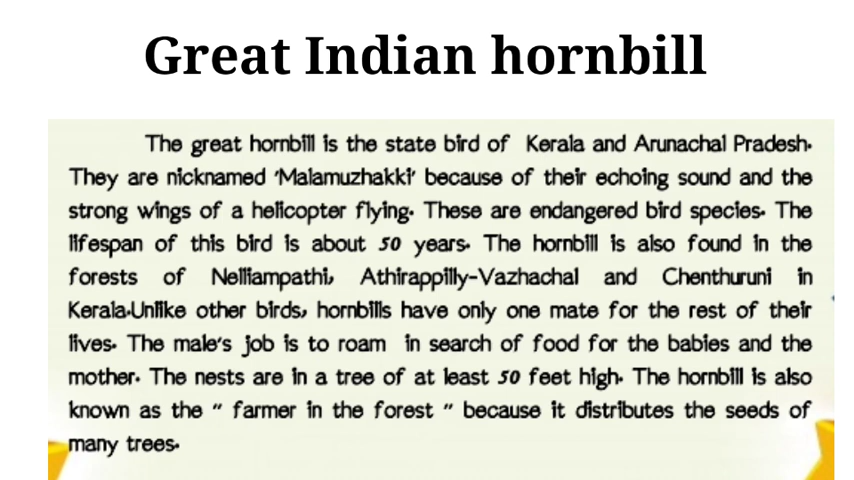 Great Indian hornbill
The great hornbill is the state bird of Kerala and Arunachal Pradesh.
They are nicknamed 'Malamuzhakki' because of their echoing sound and the
strong wings of a helicopter flying. These are endangered bird species. The
lifespan of this bird is about 50 years. The hornbill is also found in the
forests of Nelliampathi, Athirappilly-Vazhachal and Chenthuruni in
Kerala.Unlike other birds, hornbills have only one mate for the rest of their
lives. The male's job is to roam in search of food for the babies and the
mother. The nests are in a tree of at least 50 feet high. The hornbill is also
known as the " farmer in the forest " because it distributes the seeds of
many trees.